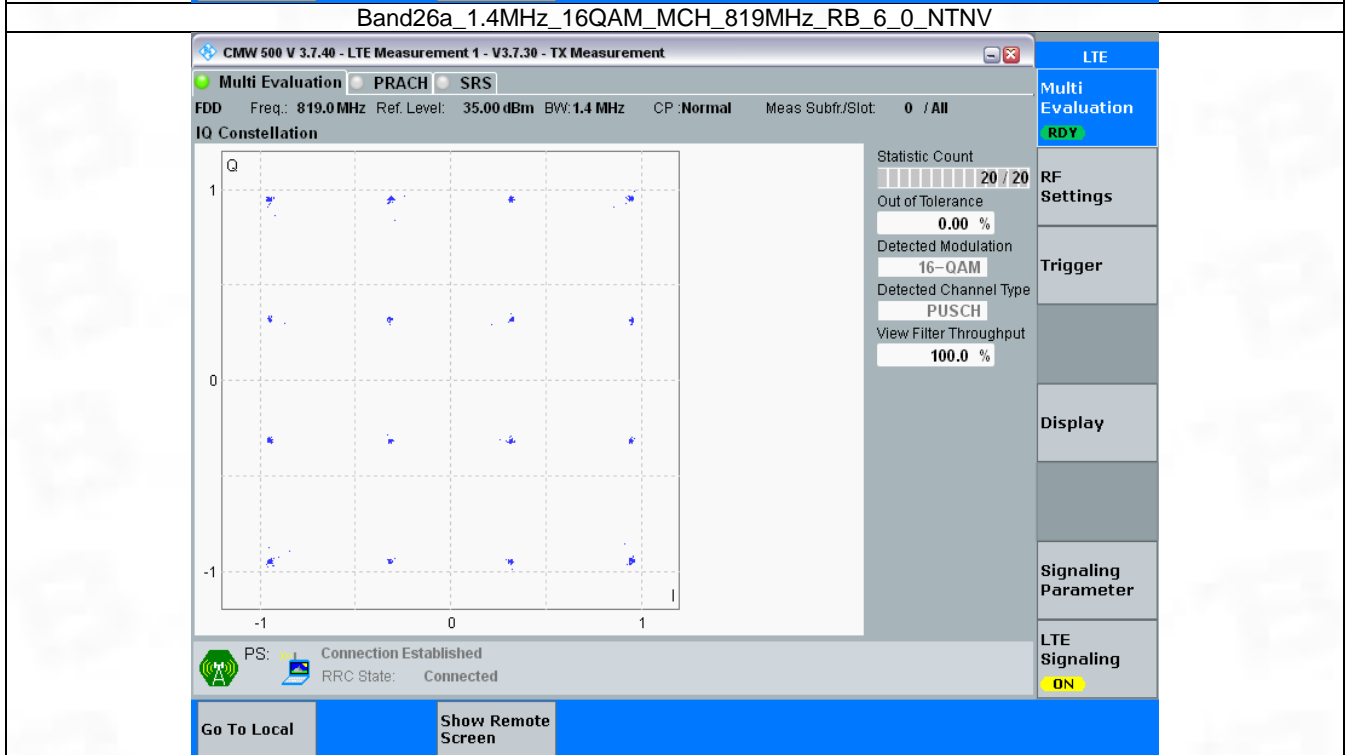 Band26a_1.4MHz_16QAM_MCH_819MHz_RB_6_0_NTNV
CMW 500 V 3.7.40 - LTE Measurement 1 - V3.7.30 - TX Measurement
LTE
Multi Evaluation PRACH SRS
Multi
Evaluation
RDY
FDD Freq.: 819.0 MHz Ref. Level: 35.00 dBm BW: 1.4 MHz CP :Normal Meas Subfr./Slot: 0 / All
IQ Constellation
Q
1
0
-1
I
-1 0 1
Statistic Count
20 / 20
Out of Tolerance
0.00 %
Detected Modulation
16-QAM
Detected Channel Type
PUSCH
View Filter Throughput
100.0 %
RF
Settings
Trigger
Display
Signaling
Parameter
LTE
Signaling
ON
PS: Connection Established
RRC State: Connected
Go To Local
Show Remote
Screen